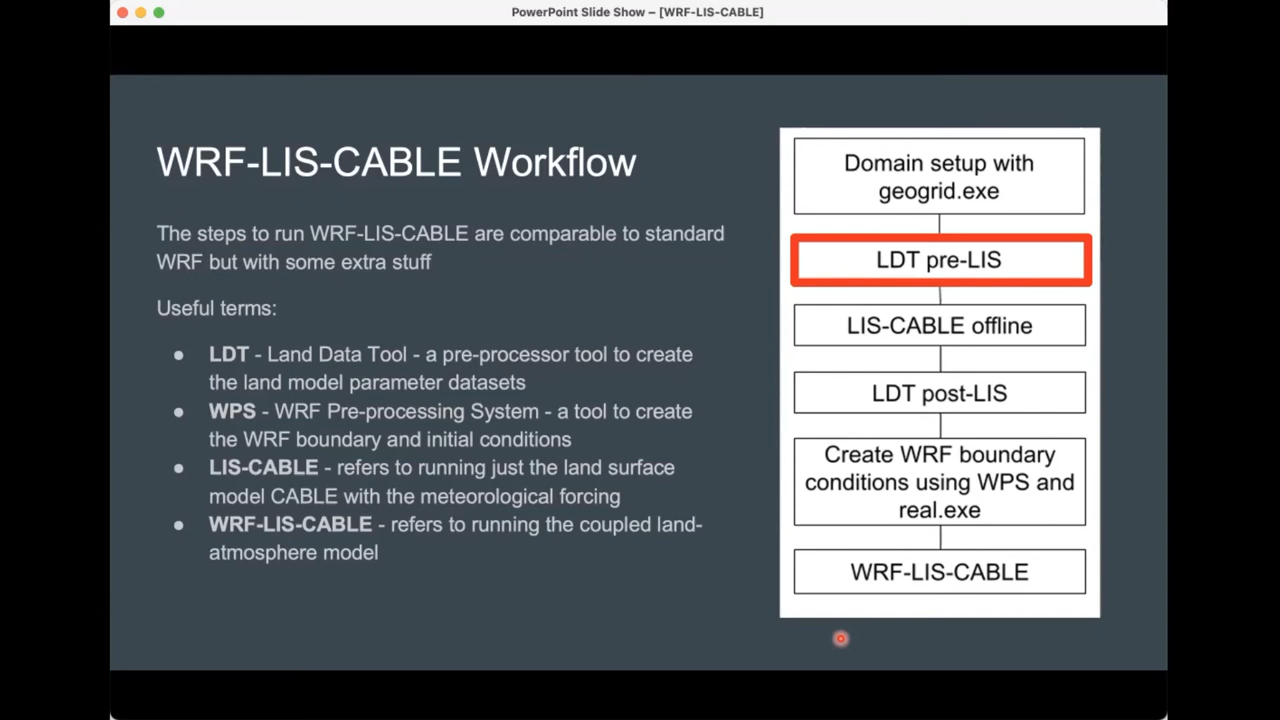 PowerPoint Slide Show – [WRF-LIS-CABLE]
WRF-LIS-CABLE Workflow
The steps to run WRF-LIS-CABLE are comparable to standard
WRF but with some extra stuff
Useful terms:
● LDT - Land Data Tool - a pre-processor tool to create
the land model parameter datasets
● WPS - WRF Pre-processing System - a tool to create
the WRF boundary and initial conditions
● LIS-CABLE - refers to running just the land surface
model CABLE with the meteorological forcing
● WRF-LIS-CABLE - refers to running the coupled land-
atmosphere model
Domain setup with
geogrid.exe
LDT pre-LIS
LIS-CABLE offline
LDT post-LIS
Create WRF boundary
conditions using WPS and
real.exe
WRF-LIS-CABLE